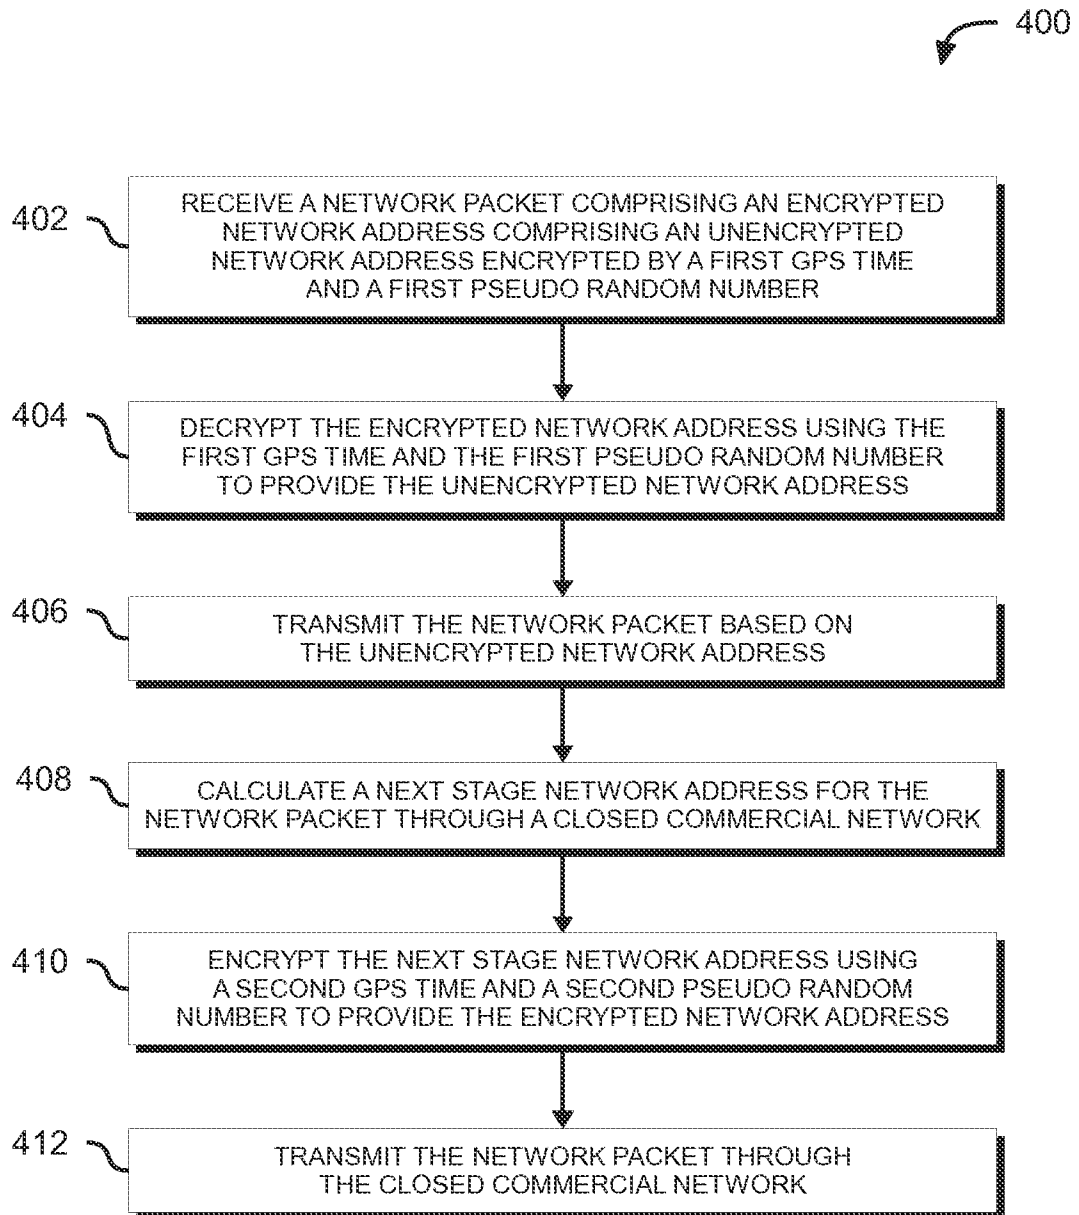 400
402
RECEIVE A NETWORK PACKET COMPRISING AN ENCRYPTED
NETWORK ADDRESS COMPRISING AN UNENCRYPTED
NETWORK ADDRESS ENCRYPTED BY A FIRST GPS TIME
AND A FIRST PSEUDO RANDOM NUMBER
404
DECRYPT THE ENCRYPTED NETWORK ADDRESS USING THE
FIRST GPS TIME AND THE FIRST PSEUDO RANDOM NUMBER
TO PROVIDE THE UNENCRYPTED NETWORK ADDRESS
406
TRANSMIT THE NETWORK PACKET BASED ON
THE UNENCRYPTED NETWORK ADDRESS
408
CALCULATE A NEXT STAGE NETWORK ADDRESS FOR THE
NETWORK PACKET THROUGH A CLOSED COMMERCIAL NETWORK
410
ENCRYPT THE NEXT STAGE NETWORK ADDRESS USING
A SECOND GPS TIME AND A SECOND PSEUDO RANDOM
NUMBER TO PROVIDE THE ENCRYPTED NETWORK ADDRESS
412
TRANSMIT THE NETWORK PACKET THROUGH
THE CLOSED COMMERCIAL NETWORK